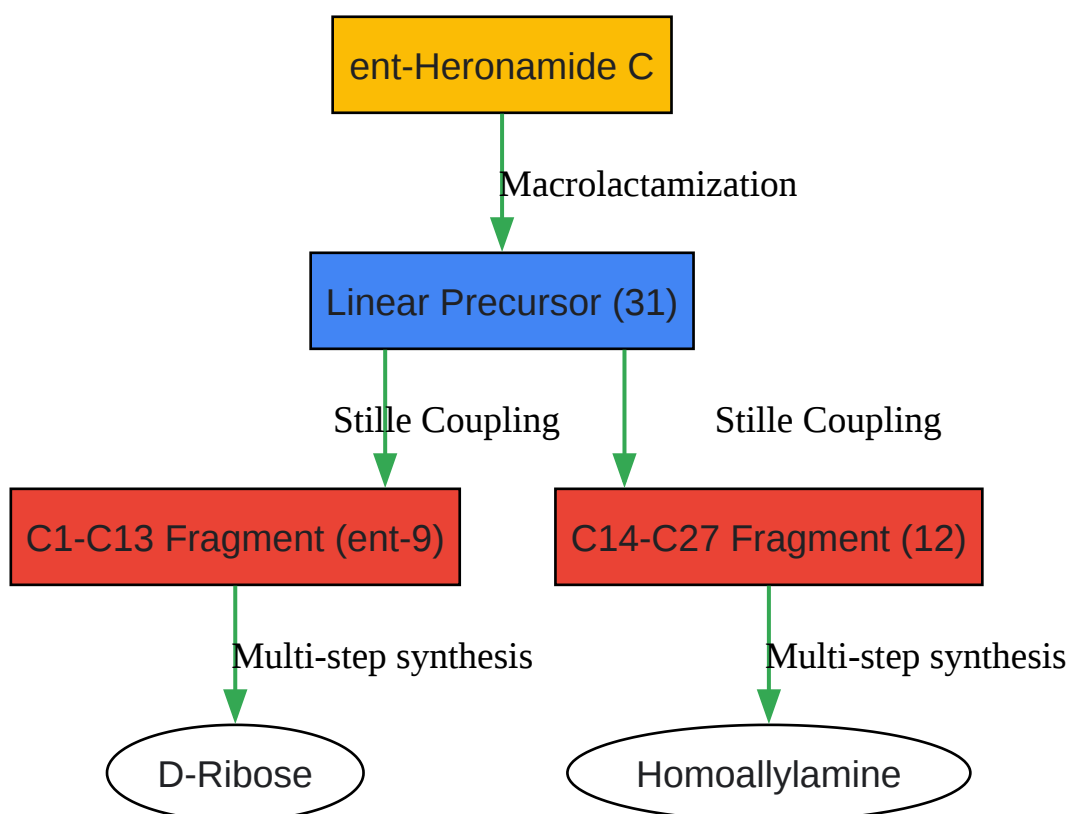 ent-Heronamide C
Macrolactamization
Linear Precursor (31)
Stille Coupling
Stille Coupling
C1-C13 Fragment (ent-9)
C14-C27 Fragment (12)
Multi-step synthesis
Multi-step synthesis
D-Ribose
Homoallylamine